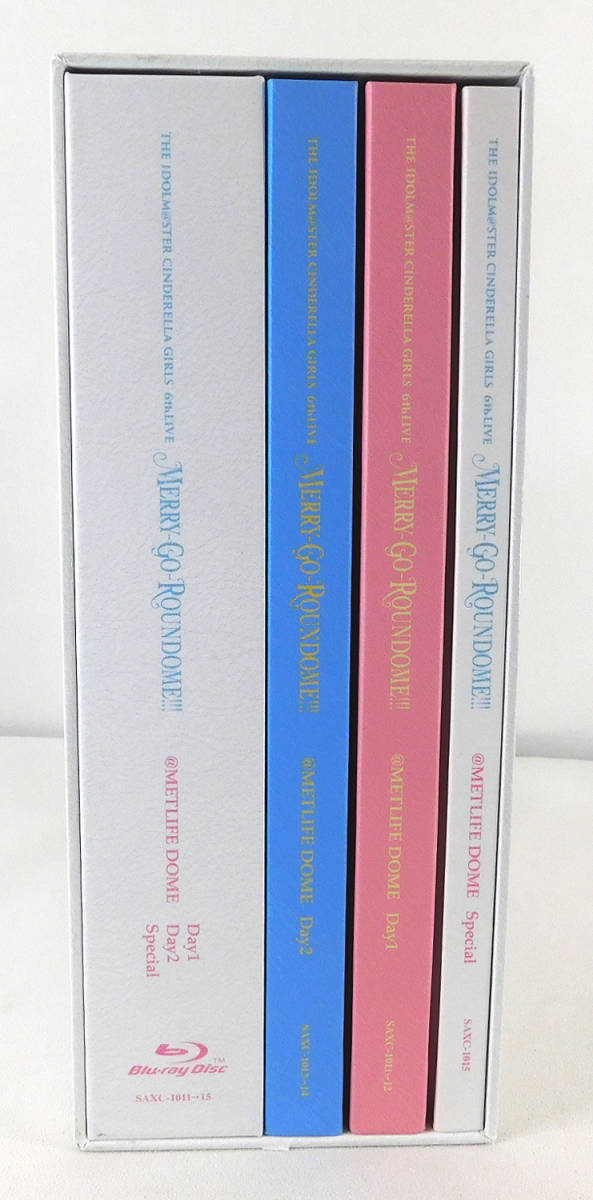 THE IDOLM@STER CINDERELLA GIRLS 6thLIVE
MERRY-GO-ROUNDOME!!!
@METLIFE DOME
Day1
Day2
Special
Blu-ray Disc
TM
SAXC-1011~15
THE IDOLM@STER CINDERELLA GIRLS 6thLIVE
MERRY-GO-ROUNDOME!!!
@METLIFE DOME Day2
SAXC-1013~14
THE IDOLM@STER CINDERELLA GIRLS 6thLIVE
MERRY-GO-ROUNDOME!!!
@METLIFE DOME Day1
SAXC-1011~12
THE IDOLM@STER CINDERELLA GIRLS 6thLIVE
MERRY-GO-ROUNDOME!!!
@METLIFE DOME Special
SAXC-1015